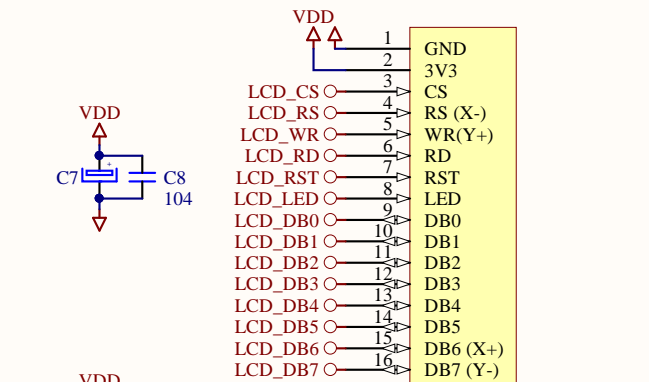 VDD
1 GND
2 3V3
LCD_CS 3 CS
LCD_RS 4 RS (X-)
LCD_WR 5 WR(Y+)
LCD_RD 6 RD
LCD_RST 7 RST
LCD_LED 8 LED
LCD_DB0 9 DB0
LCD_DB1 10 DB1
LCD_DB2 11 DB2
LCD_DB3 12 DB3
LCD_DB4 13 DB4
LCD_DB5 14 DB5
LCD_DB6 15 DB6 (X+)
LCD_DB7 16 DB7 (Y-)
VDD
C7 + C8
104
VDD